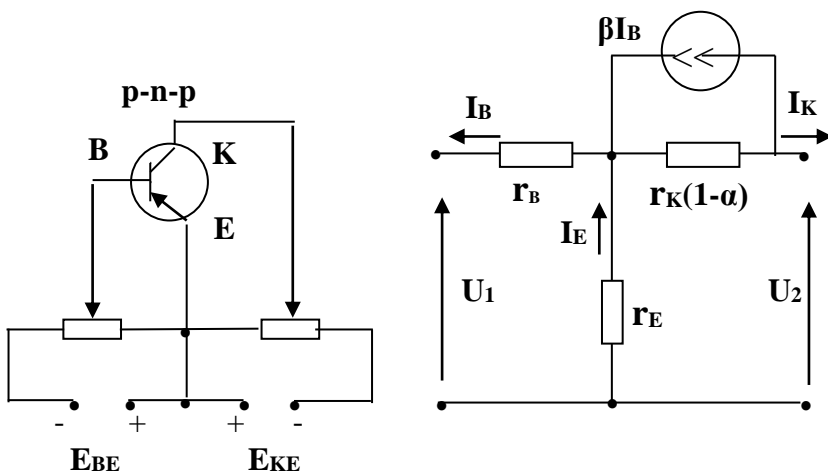 p-n-p
B
K
E
- + + -
EBE
EKE
βIB
IB
IK
rB
rK(1-α)
IE
U1
U2
rE